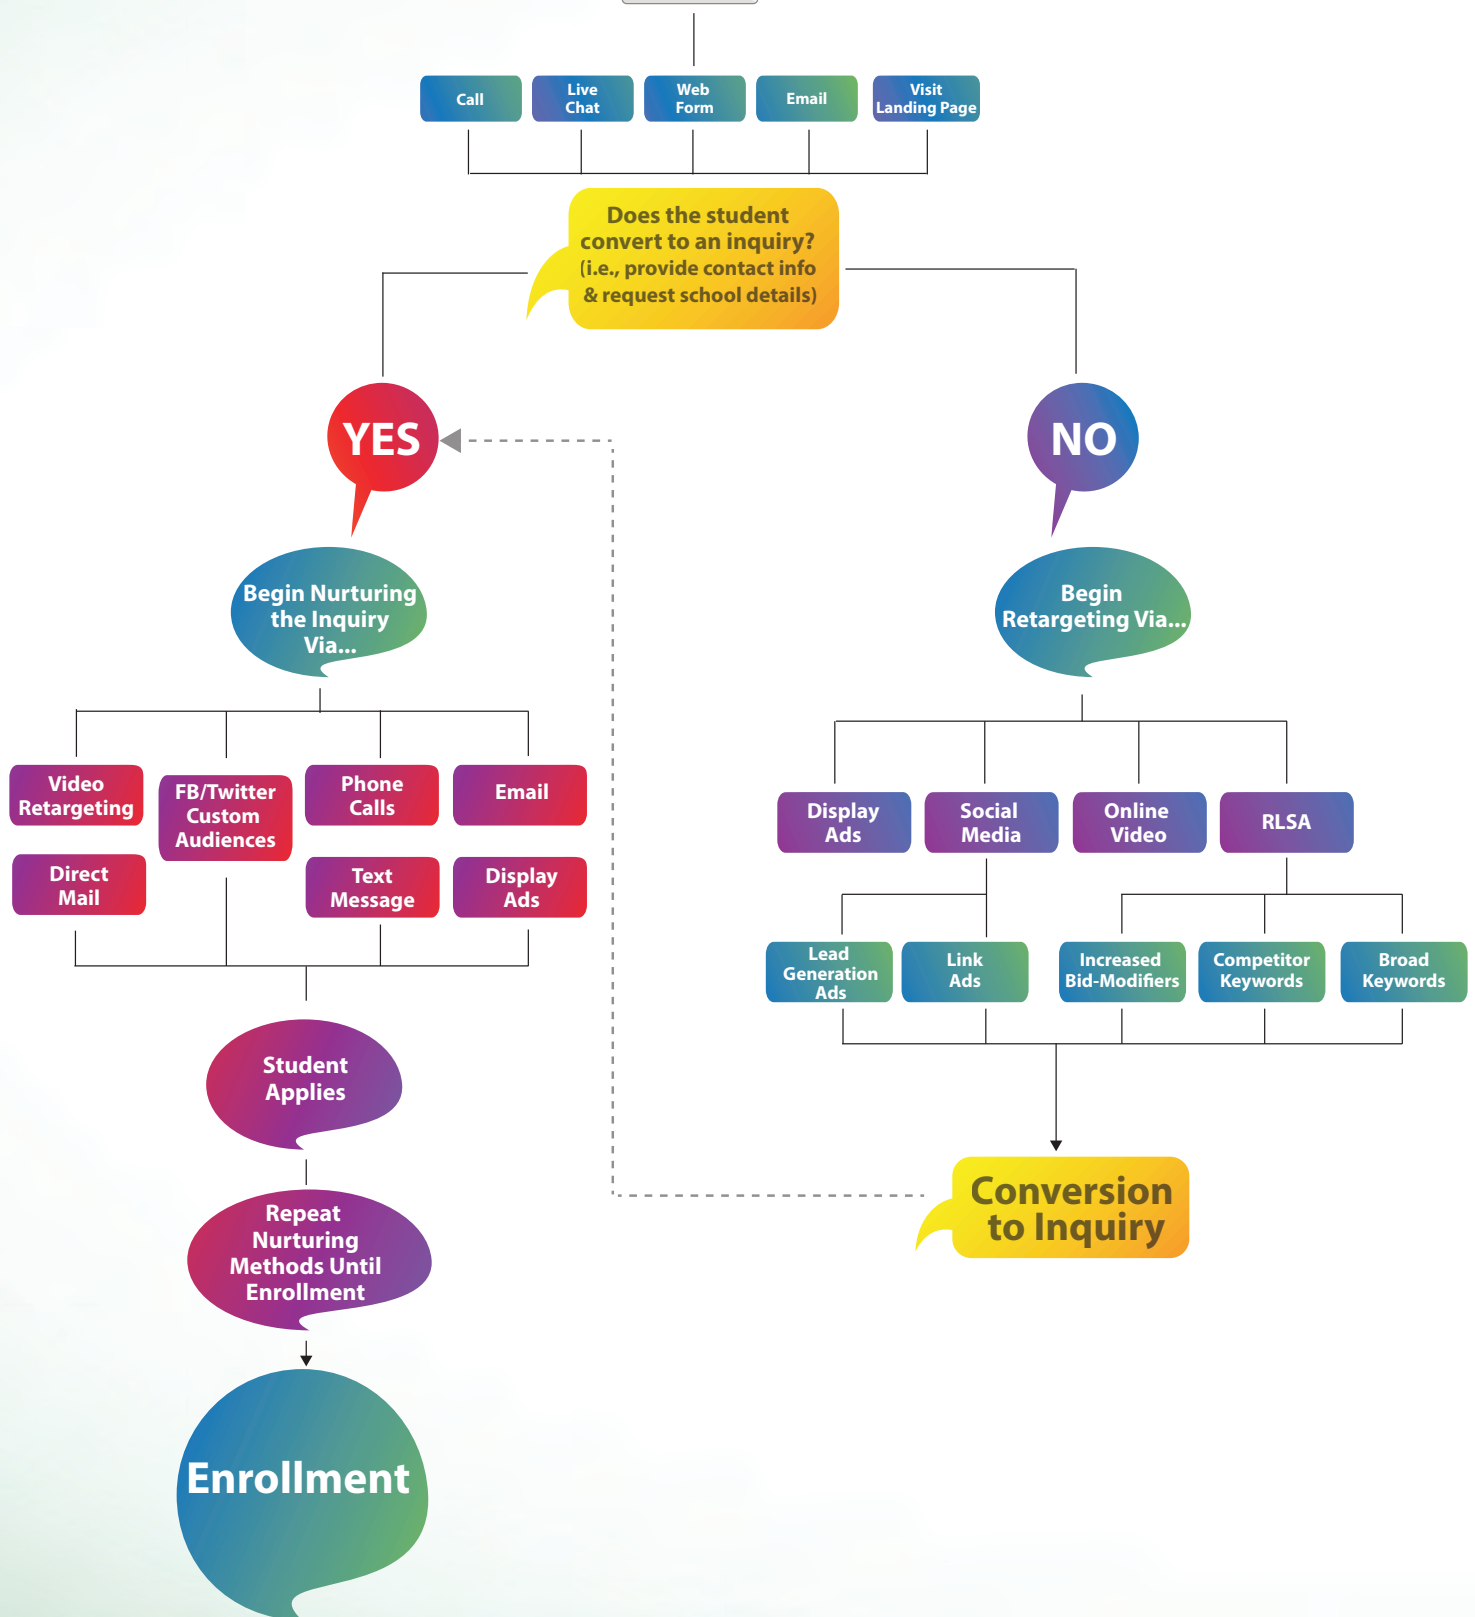 Call
Live
Chat
Web
Form
Email
Visit
Landing Page
Does the student
convert to an inquiry?
(i.e., provide contact info
& request school details)
YES
NO
Begin Nurturing
the Inquiry
Via...
Begin
Retargeting Via...
Video
Retargeting
FB/Twitter
Custom
Audiences
Phone
Calls
Email
Direct
Mail
Text
Message
Display
Ads
Display
Ads
Social
Media
Online
Video
RLSA
Lead
Generation
Ads
Link
Ads
Increased
Bid-Modifiers
Competitor
Keywords
Broad
Keywords
Student
Applies
Conversion
to Inquiry
Repeat
Nurturing
Methods Until
Enrollment
Enrollment